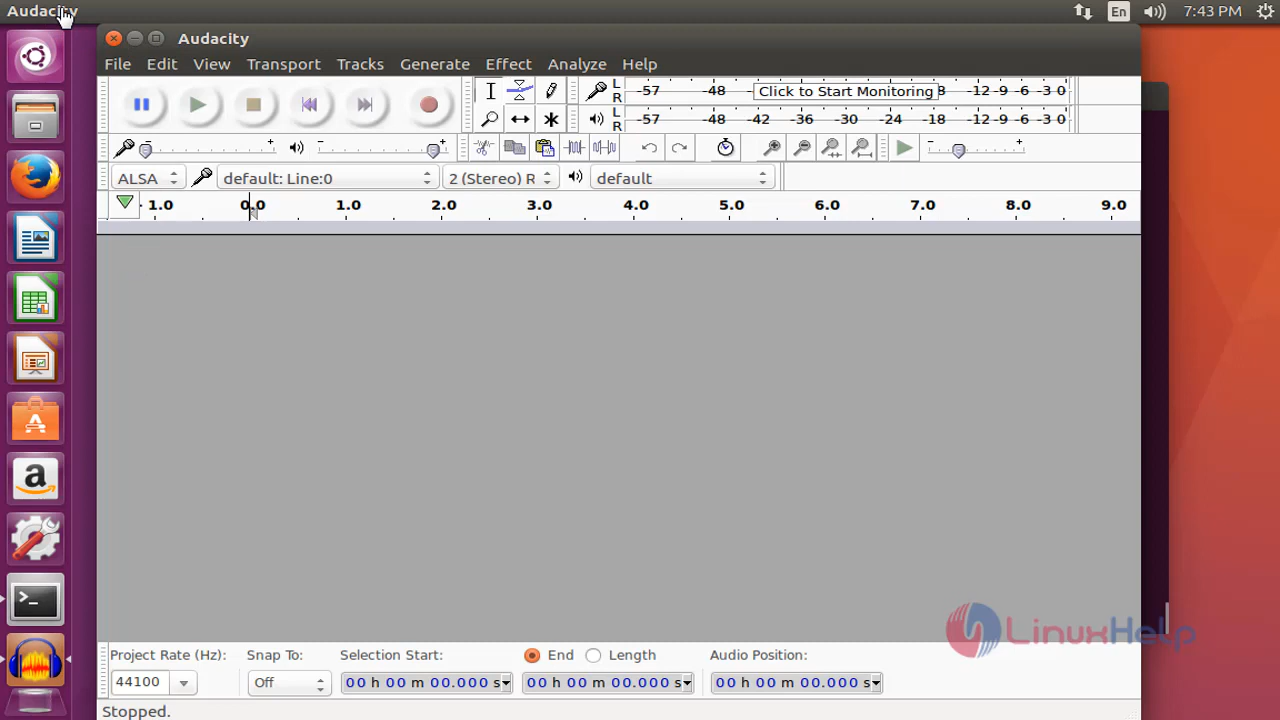 Audacity En 7:43 PM
Audacity
File Edit View Transport Tracks Generate Effect Analyze Help
L R -57 -48 Click to Start Monitoring 8 -12 -9 -6 -3 0
L R -57 -48 -42 -36 -30 -24 -18 -12 -9 -6 -3 0
- + - + - +
ALSA default: Line:0 2 (Stereo) R default
1.0 0.0 1.0 2.0 3.0 4.0 5.0 6.0 7.0 8.0 9.0
LinuxHelp
Project Rate (Hz): Snap To: Selection Start: End Length Audio Position:
44100 Off 00 h 00 m 00.000 s 00 h 00 m 00.000 s 00 h 00 m 00.000 s
Stopped.